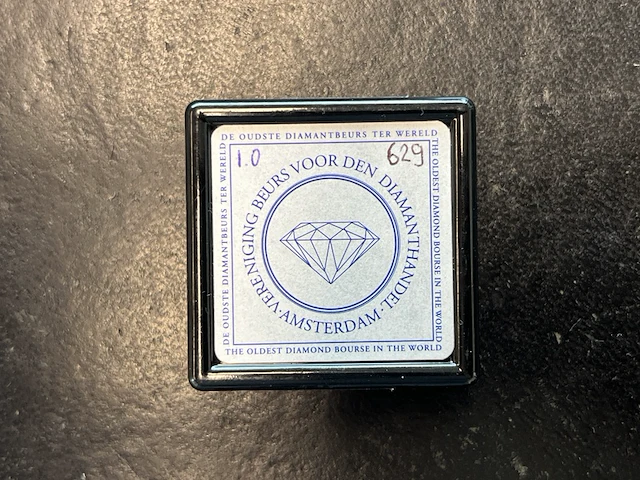 DE OUDSTE DIAMANTBEURS TER WERELD
1.0
629
DE OUDSTE DIAMANTBEURS TER WERELD
THE OLDEST DIAMOND BOURSE IN THE WORLD
VERENIGING BEURS VOOR DEN DIAMANTHANDEL
·AMSTERDAM·
THE OLDEST DIAMOND BOURSE IN THE WORLD